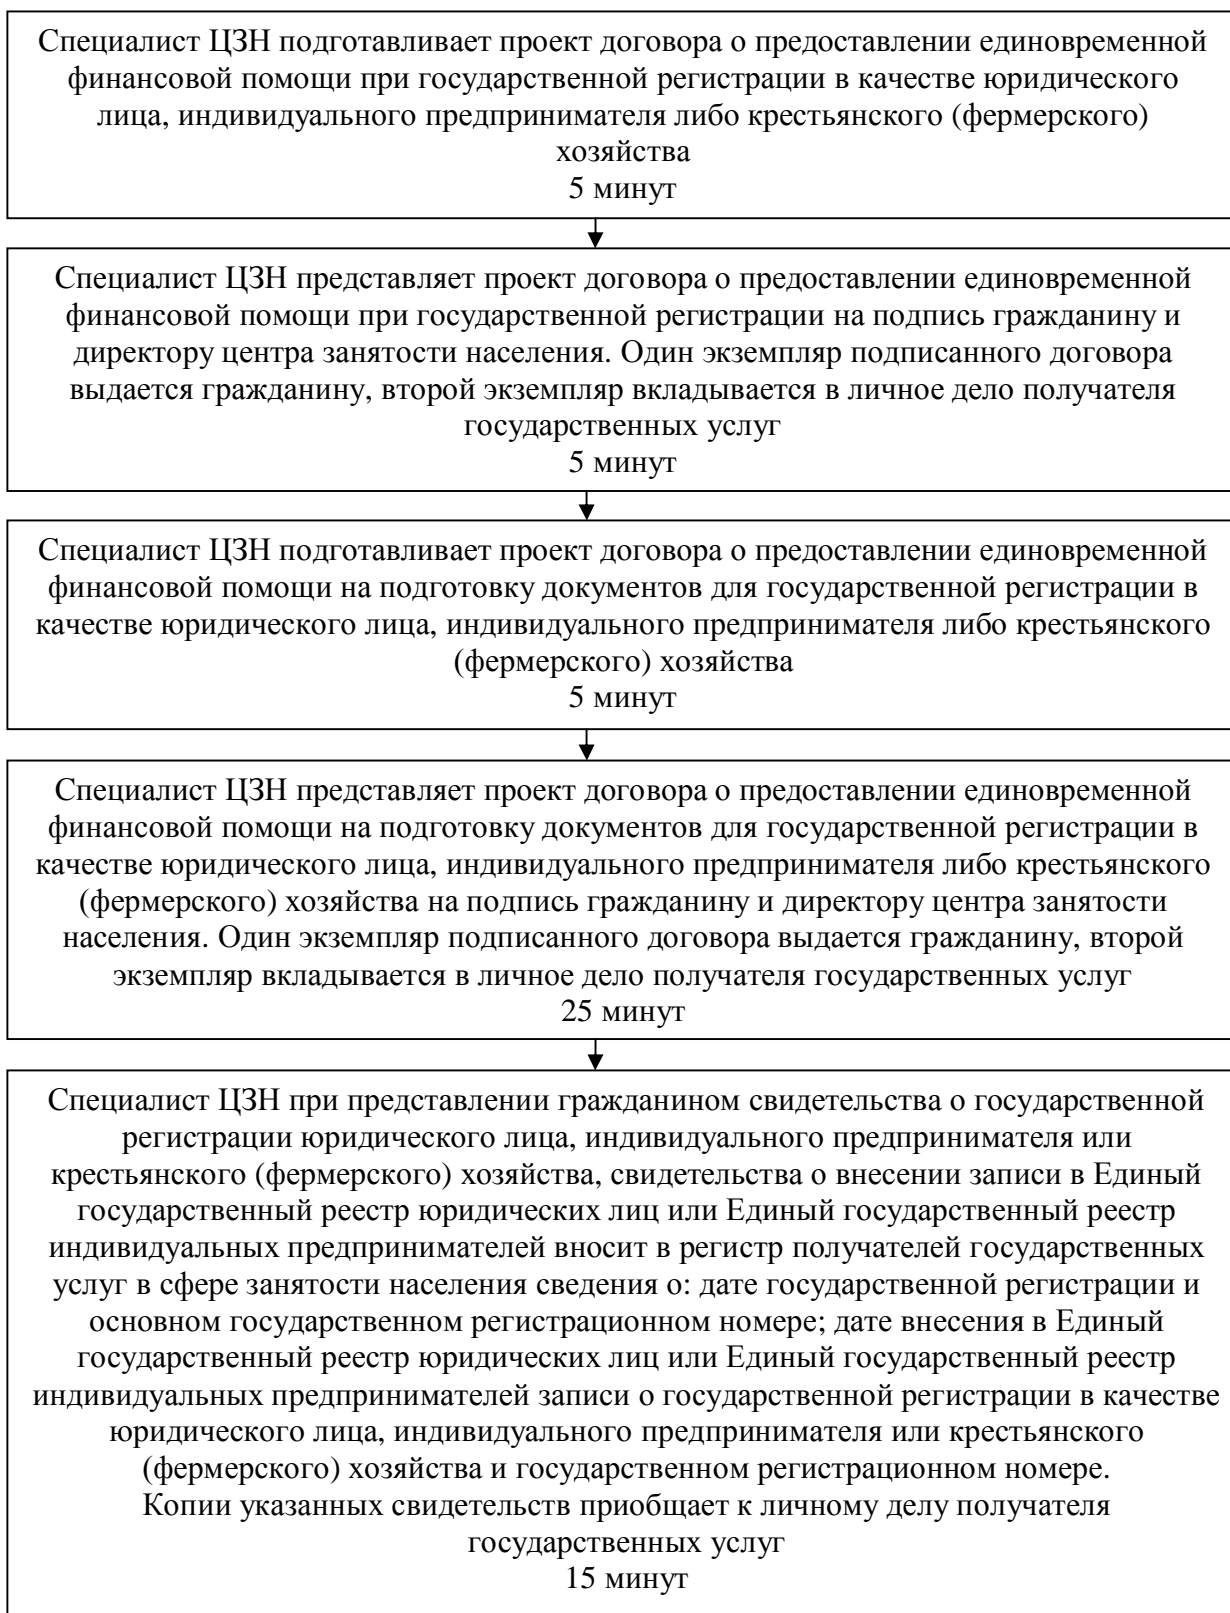 Специалист ЦЗН подготавливает проект договора о предоставлении единовременной
финансовой помощи при государственной регистрации в качестве юридического
лица, индивидуального предпринимателя либо крестьянского (фермерского)
хозяйства
5 минут
Специалист ЦЗН представляет проект договора о предоставлении единовременной
финансовой помощи при государственной регистрации на подпись гражданину и
директору центра занятости населения. Один экземпляр подписанного договора
выдается гражданину, второй экземпляр вкладывается в личное дело получателя
государственных услуг
5 минут
Специалист ЦЗН подготавливает проект договора о предоставлении единовременной
финансовой помощи на подготовку документов для государственной регистрации в
качестве юридического лица, индивидуального предпринимателя либо крестьянского
(фермерского) хозяйства
5 минут
Специалист ЦЗН представляет проект договора о предоставлении единовременной
финансовой помощи на подготовку документов для государственной регистрации в
качестве юридического лица, индивидуального предпринимателя либо крестьянского
(фермерского) хозяйства на подпись гражданину и директору центра занятости
населения. Один экземпляр подписанного договора выдается гражданину, второй
экземпляр вкладывается в личное дело получателя государственных услуг
25 минут
Специалист ЦЗН при представлении гражданином свидетельства о государственной
регистрации юридического лица, индивидуального предпринимателя или
крестьянского (фермерского) хозяйства, свидетельства о внесении записи в Единый
государственный реестр юридических лиц или Единый государственный реестр
индивидуальных предпринимателей вносит в регистр получателей государственных
услуг в сфере занятости населения сведения о: дате государственной регистрации и
основном государственном регистрационном номере; дате внесения в Единый
государственный реестр юридических лиц или Единый государственный реестр
индивидуальных предпринимателей записи о государственной регистрации в качестве
юридического лица, индивидуального предпринимателя или крестьянского
(фермерского) хозяйства и государственном регистрационном номере.
Копии указанных свидетельств приобщает к личному делу получателя
государственных услуг
15 минут